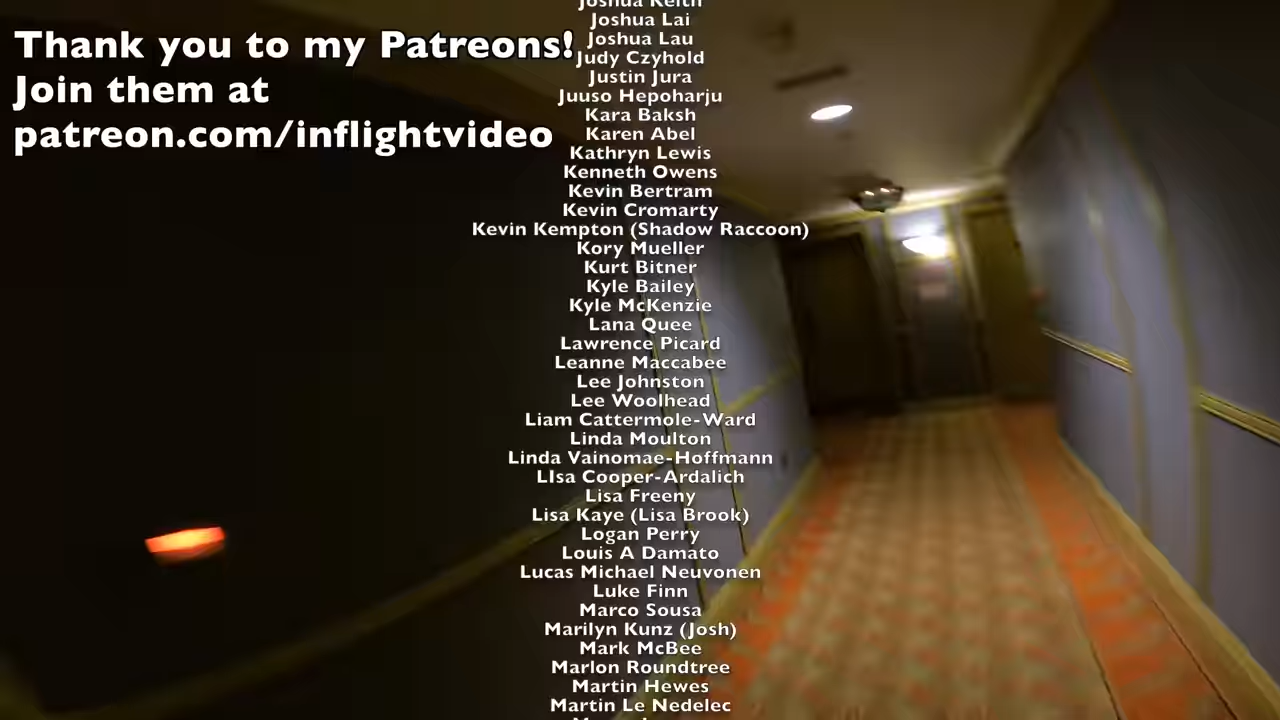 Thank you to my Patreons!
Join them at
patreon.com/inflightvideo
Joshua Keith
Joshua Lai
Joshua Lau
Judy Czyhold
Justin Jura
Juuso Hepoharju
Kara Baksh
Karen Abel
Kathryn Lewis
Kenneth Owens
Kevin Bertram
Kevin Cromarty
Kevin Kempton (Shadow Raccoon)
Kory Mueller
Kurt Bitner
Kyle Bailey
Kyle McKenzie
Lana Quee
Lawrence Picard
Leanne Maccabee
Lee Johnston
Lee Woolhead
Liam Cattermole-Ward
Linda Moulton
Linda Vainomae-Hoffmann
LIsa Cooper-Ardalich
Lisa Freeny
Lisa Kaye (Lisa Brook)
Logan Perry
Louis A Damato
Lucas Michael Neuvonen
Luke Finn
Marco Sousa
Marilyn Kunz (Josh)
Mark McBee
Marlon Roundtree
Martin Hewes
Martin Le Nedelec